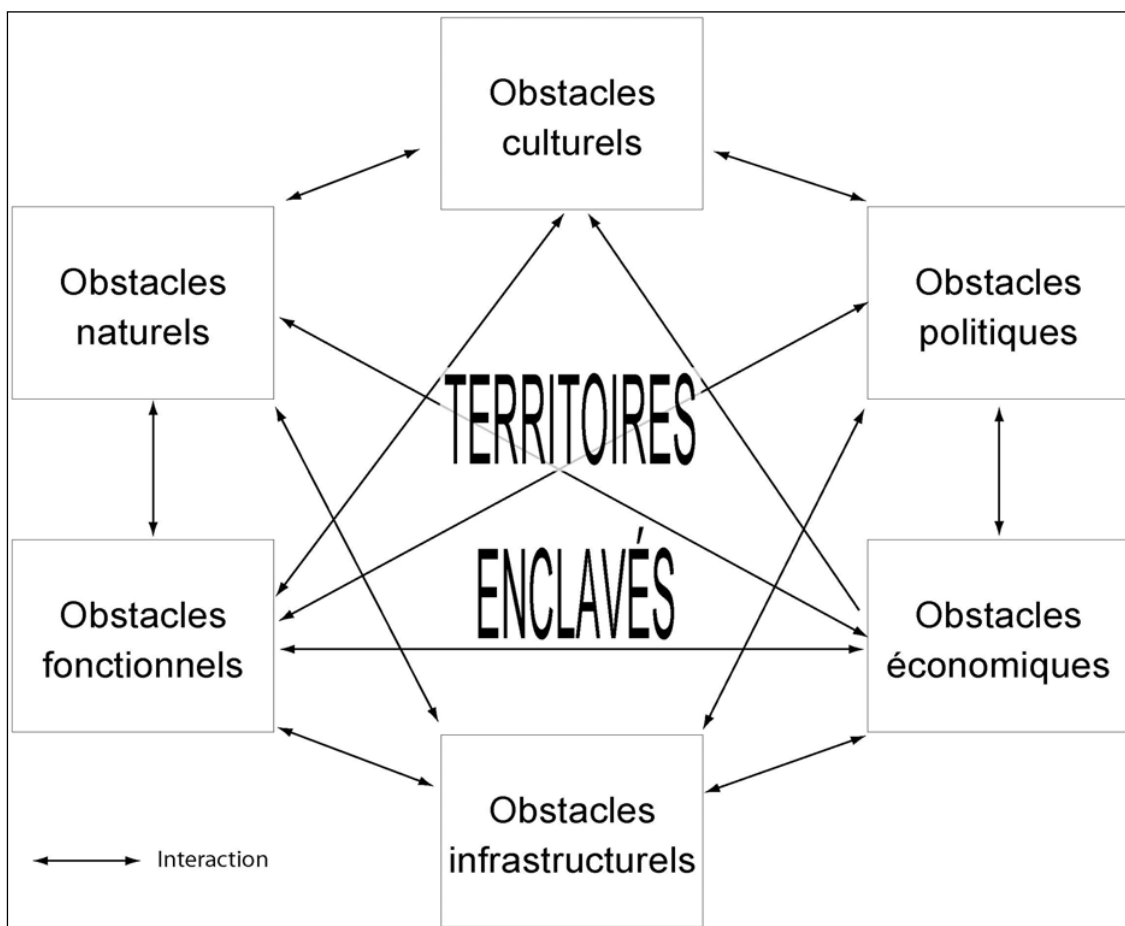 Obstacles
culturels
Obstacles
naturels
Obstacles
politiques
TERRITOIRES
ENCLAVÉS
Obstacles
fonctionnels
Obstacles
économiques
Obstacles
infrastructurels
Interaction